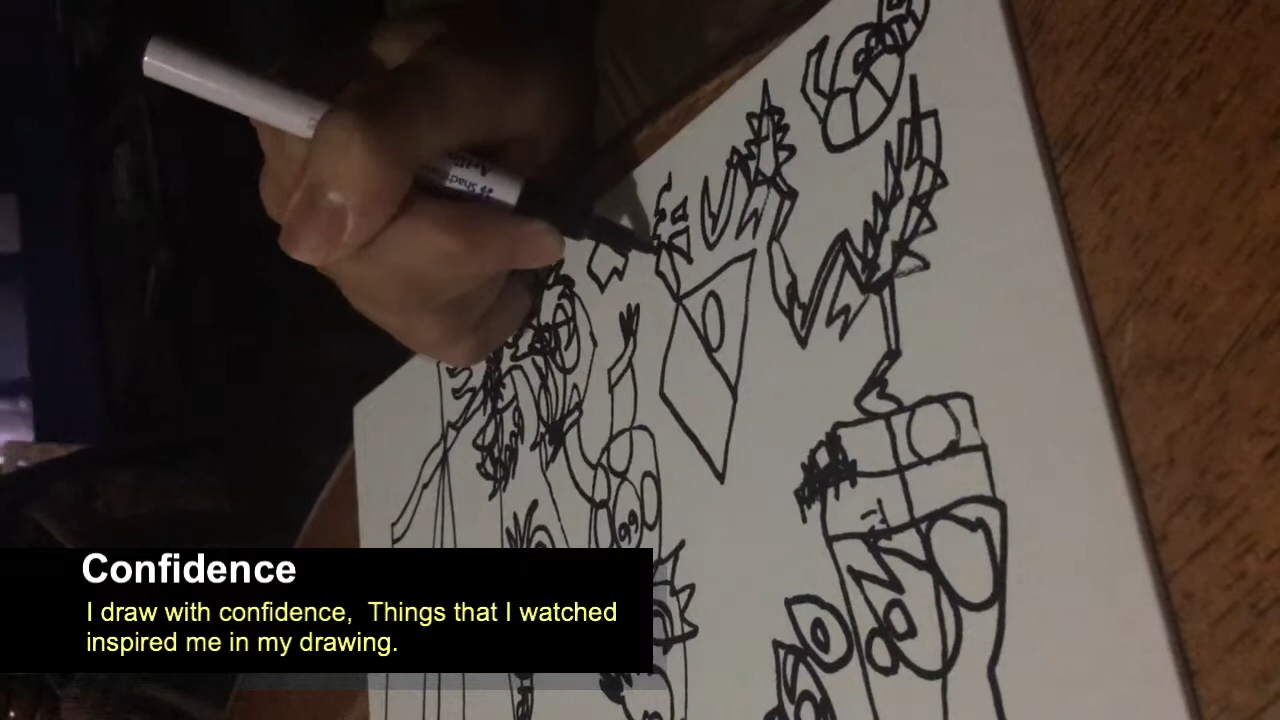 Confidence
I draw with confidence, Things that I watched
inspired me in my drawing.